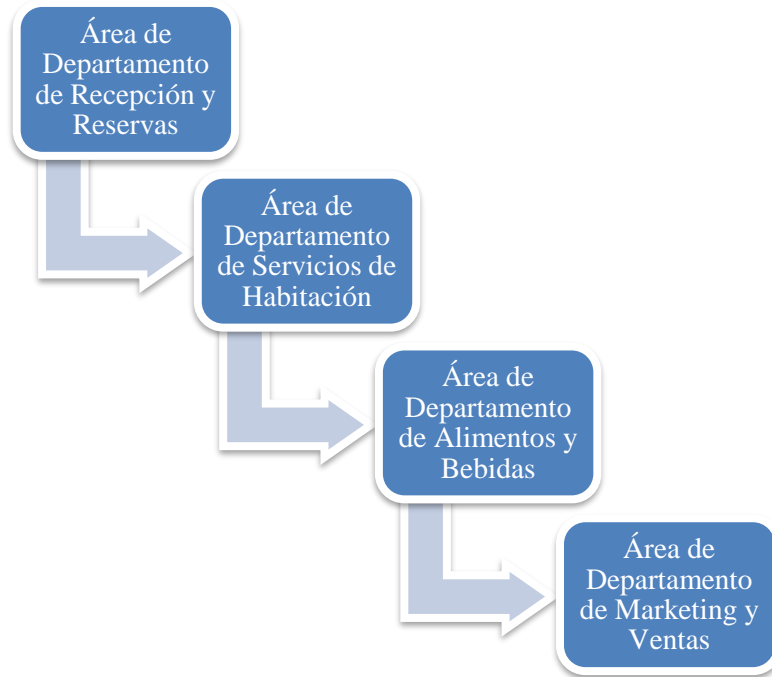 Área de
Departamento
de Recepción y
Reservas
Área de
Departamento
de Servicios de
Habitación
Área de
Departamento
de Alimentos y
Bebidas
Área de
Departamento
de Marketing y
Ventas